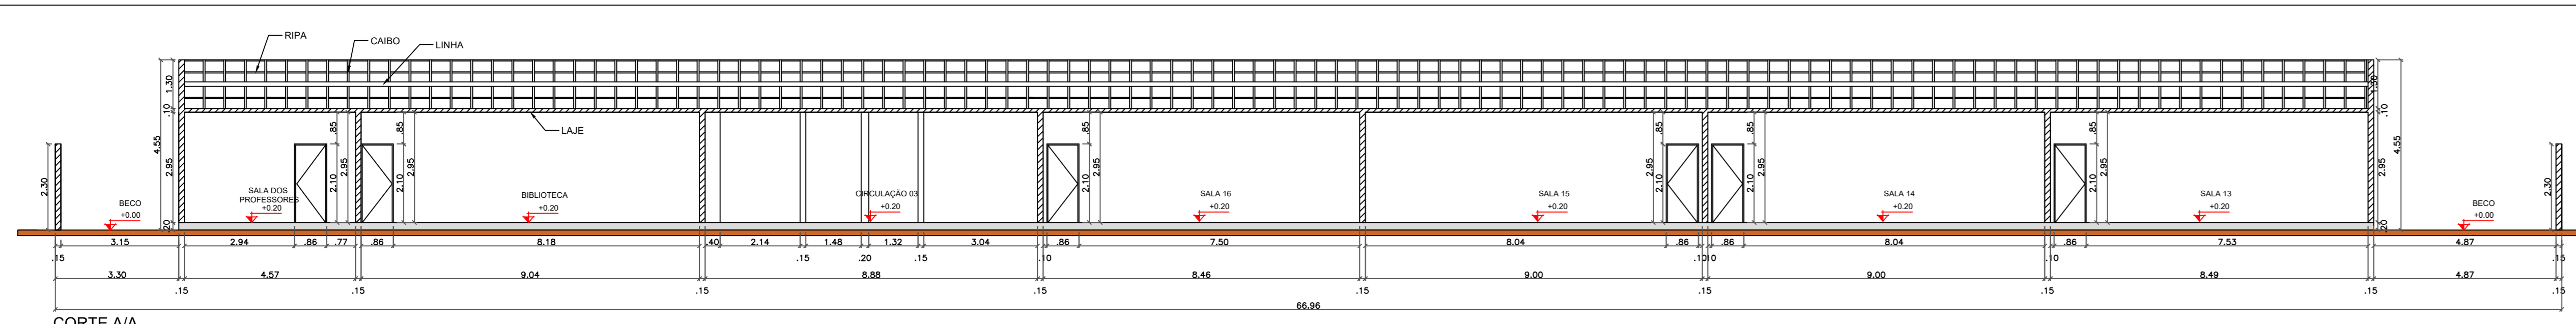 RIPA
CAIBO
LINHA
LAJE
1.30
.10
4.55
2.95
.20
2.30
BECO
+0.00
SALA DOS
PROFESSORES
+0.20
.85
2.10
2.95
.85
2.10
2.95
BIBLIOTECA
+0.20
CIRCULAÇÃO 03
+0.20
.85
2.10
2.95
SALA 16
+0.20
SALA 15
+0.20
.85
2.95
2.10
.85
2.10
2.95
SALA 14
+0.20
.85
2.10
2.95
SALA 13
+0.20
1.30
.10
4.55
2.95
.20
BECO
+0.00
2.30
3.15 2.94 .86 .77 .86 8.18 .40 2.14 1.48 1.32 3.04 .86 7.50 8.04 .86 .86 8.04 .86 7.53 4.87
.15 .15 .20 .15 .10 .10 .10 .10 .15
3.30 4.57 9.04 8.88 8.46 9.00 9.00 8.49 4.87
.15 .15 .15 .15 .15 .15 .15 .15 .15
66.96
CORTE A/A